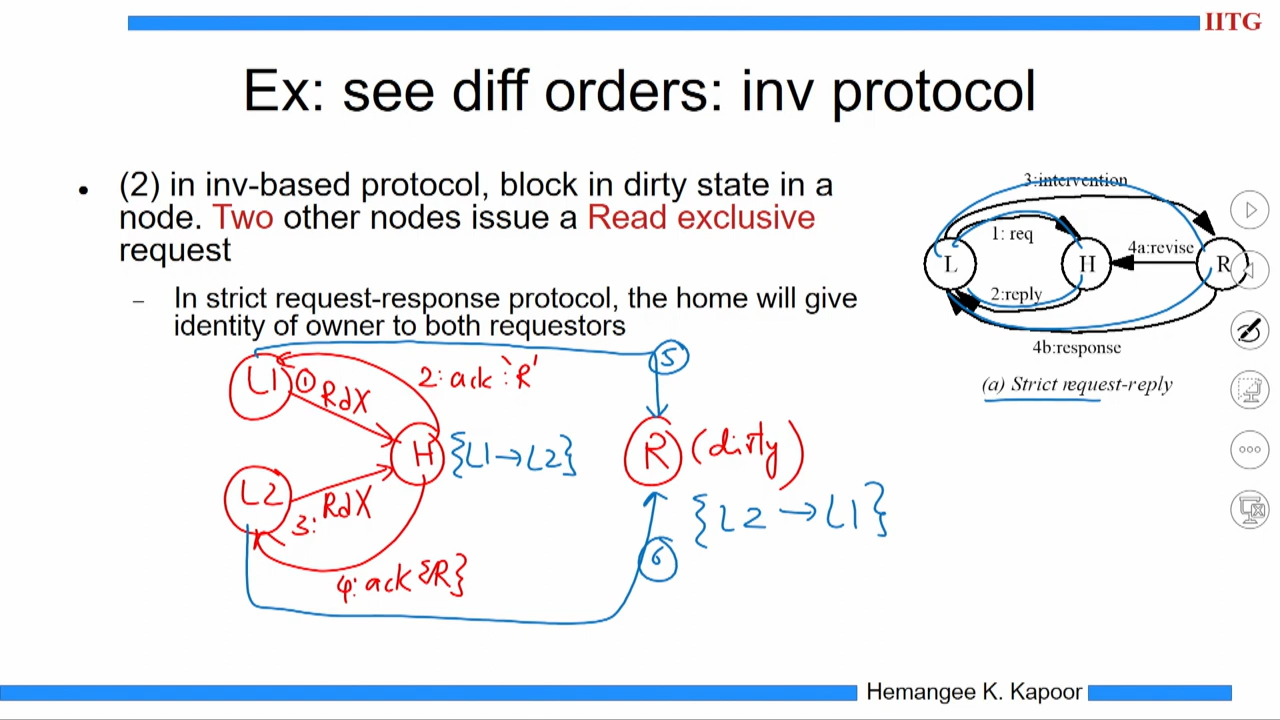 IITG
Ex: see diff orders: inv protocol
• (2) in inv-based protocol, block in dirty state in a
node. Two other nodes issue a Read exclusive
request
– In strict request-response protocol, the home will give
identity of owner to both requestors
3:intervention
1: req
4a:revise
L
H
R
2:reply
4b:response
(a) Strict request-reply
L1
① RdX
2: ack : 'R'
⑤
H
{L1→L2}
R (dirty)
L2
3: RdX
{L2→L1}
⑥
4: ack {R}
Hemangee K. Kapoor